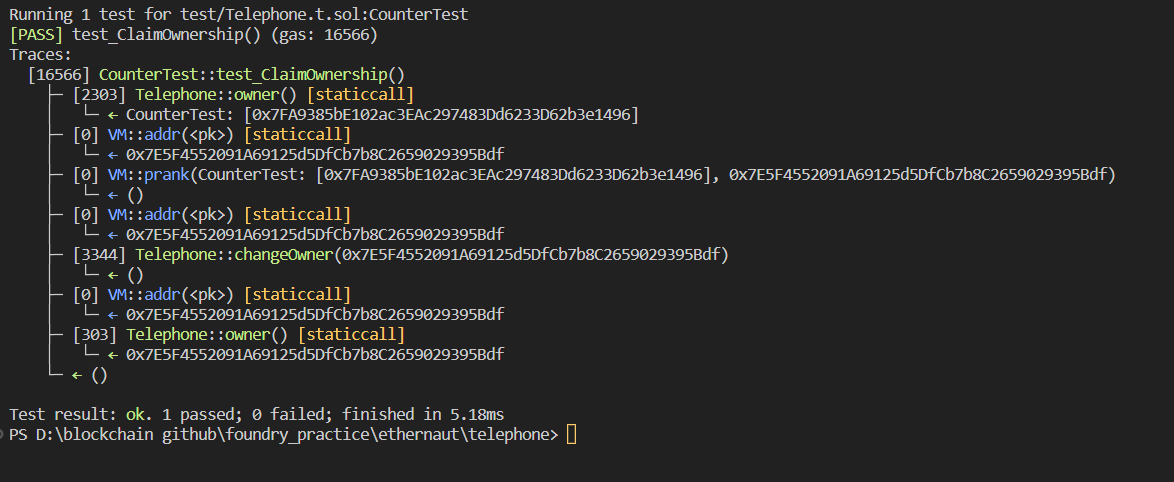 Running 1 test for test/Telephone.t.sol:CounterTest
[PASS] test_ClaimOwnership() (gas: 16566)
Traces:
  [16566] CounterTest::test_ClaimOwnership()
    ├─ [2303] Telephone::owner() [staticcall]
    │   └─ ← CounterTest: [0x7FA9385bE102ac3EAc297483Dd6233D62b3e1496]
    ├─ [0] VM::addr(<pk>) [staticcall]
    │   └─ ← 0x7E5F4552091A69125d5DfCb7b8C2659029395Bdf
    ├─ [0] VM::prank(CounterTest: [0x7FA9385bE102ac3EAc297483Dd6233D62b3e1496], 0x7E5F4552091A69125d5DfCb7b8C2659029395Bdf)
    │   └─ ← ()
    ├─ [0] VM::addr(<pk>) [staticcall]
    │   └─ ← 0x7E5F4552091A69125d5DfCb7b8C2659029395Bdf
    ├─ [3344] Telephone::changeOwner(0x7E5F4552091A69125d5DfCb7b8C2659029395Bdf)
    │   └─ ← ()
    ├─ [0] VM::addr(<pk>) [staticcall]
    │   └─ ← 0x7E5F4552091A69125d5DfCb7b8C2659029395Bdf
    ├─ [303] Telephone::owner() [staticcall]
    │   └─ ← 0x7E5F4552091A69125d5DfCb7b8C2659029395Bdf
    └─ ← ()

Test result: ok. 1 passed; 0 failed; finished in 5.18ms
PS D:\blockchain github\foundry_practice\ethernaut\telephone>